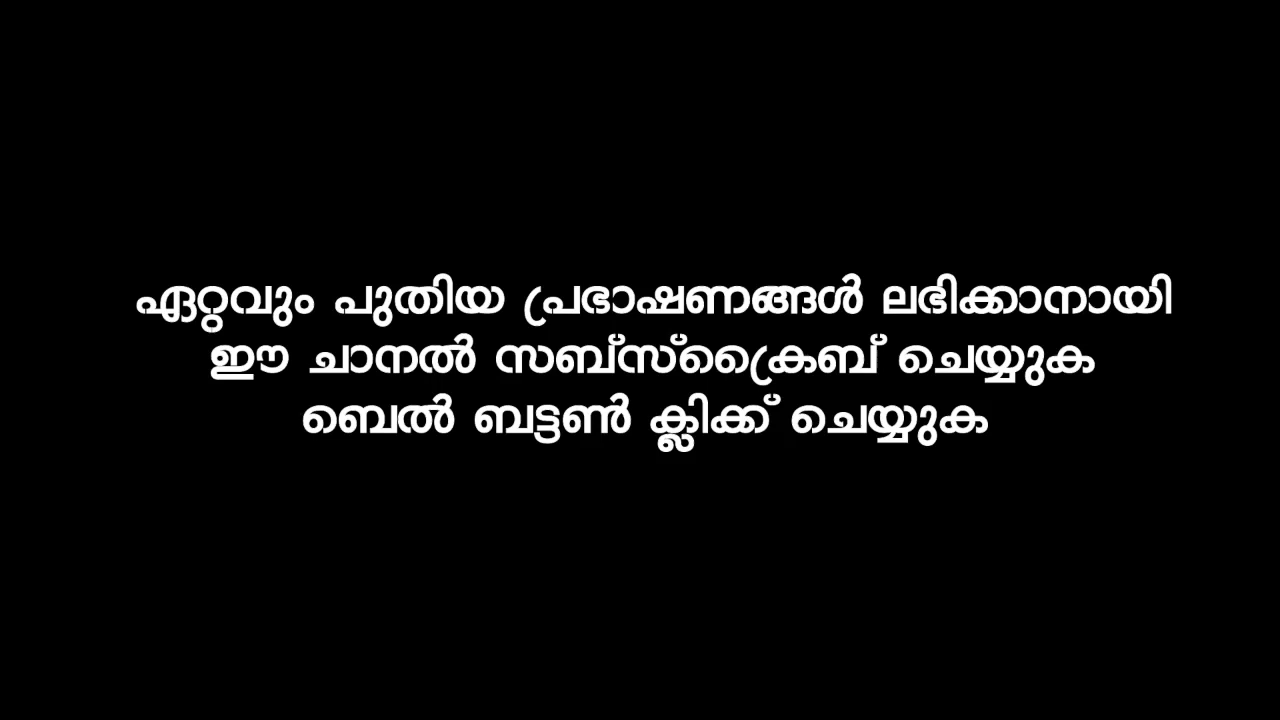 ഏറ്റവും പുതിയ പ്രഭാഷണങ്ങൾ ലഭിക്കാനായി
ഈ ചാനൽ സബ്സ്ക്രൈബ് ചെയ്യുക
ബെൽ ബട്ടൺ ക്ലിക്ക് ചെയ്യുക